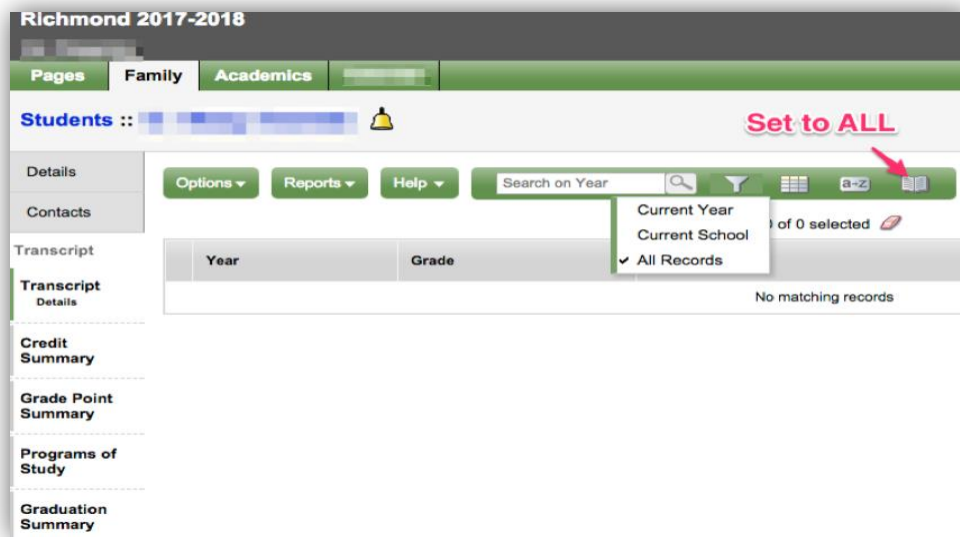 Richmond 2017-2018
Pages Family Academics
Students ::
Set to ALL
Details
Options Reports Help Search on Year a-z
Contacts
Current Year
Current School
All Records
of 0 selected
Transcript
Year Grade
Transcript
Details
No matching records
Credit
Summary
Grade Point
Summary
Programs of
Study
Graduation
Summary